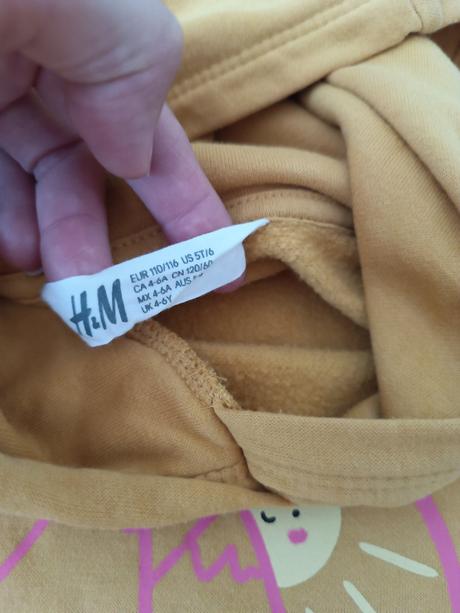 H&M
EUR 110/116 US 5T/6
CA 4-6A CN 120/60
MX 4-6A AUS
UK 4-6Y